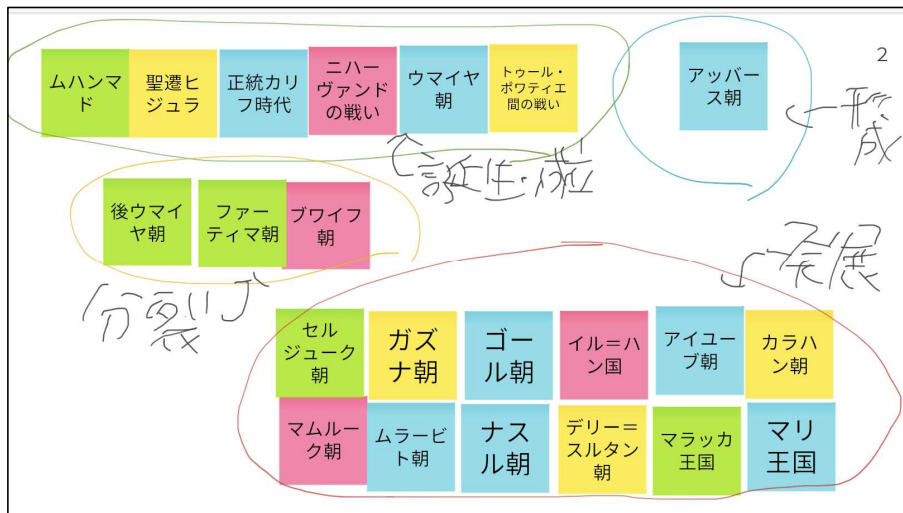 ムハンマ
ド
聖遷ヒ
ジュラ
正統カリ
フ時代
ニハー
ヴァンド
の戦い
ウマイヤ
朝
トゥール・
ポワティエ
間の戦い
アッバー
ス朝
2
←形
成
誕生・成立
後ウマイ
ヤ朝
ファー
ティマ朝
ブワイフ
朝
分裂
発展
セル
ジューク
朝
ガズ
ナ朝
ゴー
ル朝
イル=ハ
ン国
アイユー
ブ朝
カラハ
ン朝
マムルー
ク朝
ムラービ
ト朝
ナス
ル朝
デリー=
スルタン
朝
マラッカ
王国
マリ
王国